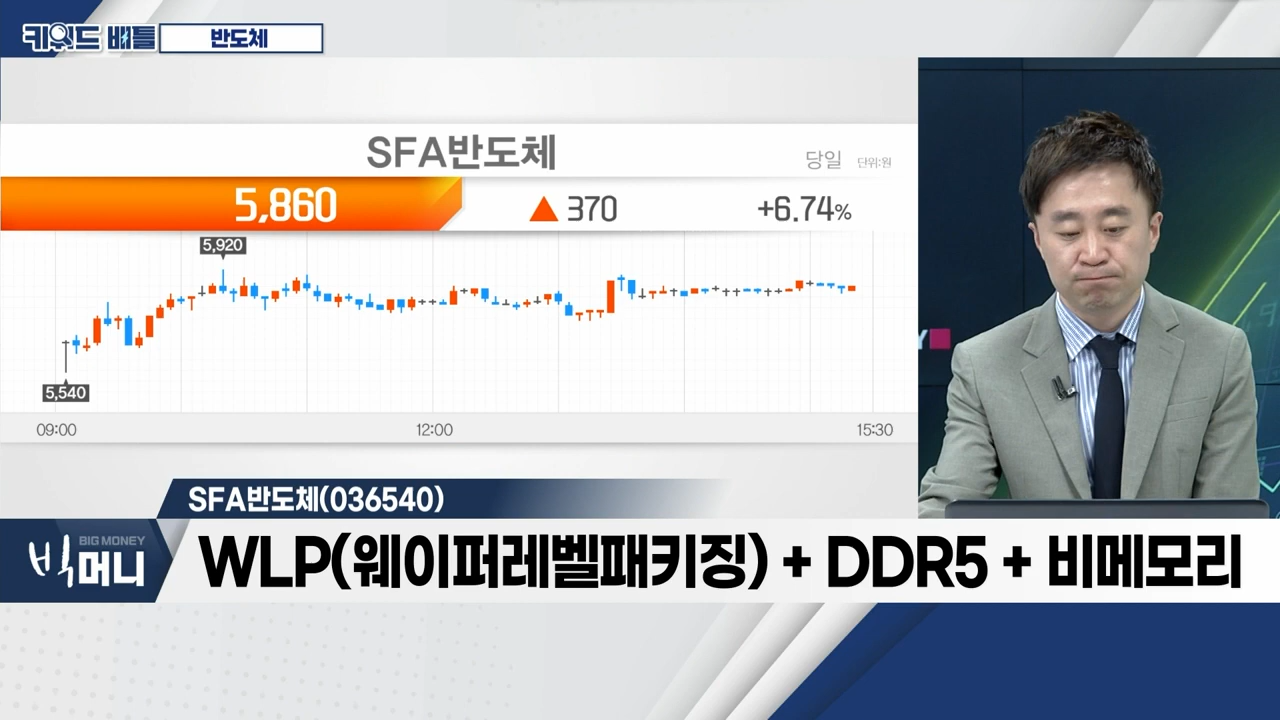 키워드 배틀
반도체
SFA반도체
당일 단위:원
5,860 ▲ 370 +6.74%
5,920
5,540
09:00 12:00 15:30
Y
SFA반도체(036540)
BIG MONEY
빅머니
WLP(웨이퍼레벨패키징) + DDR5 + 비메모리